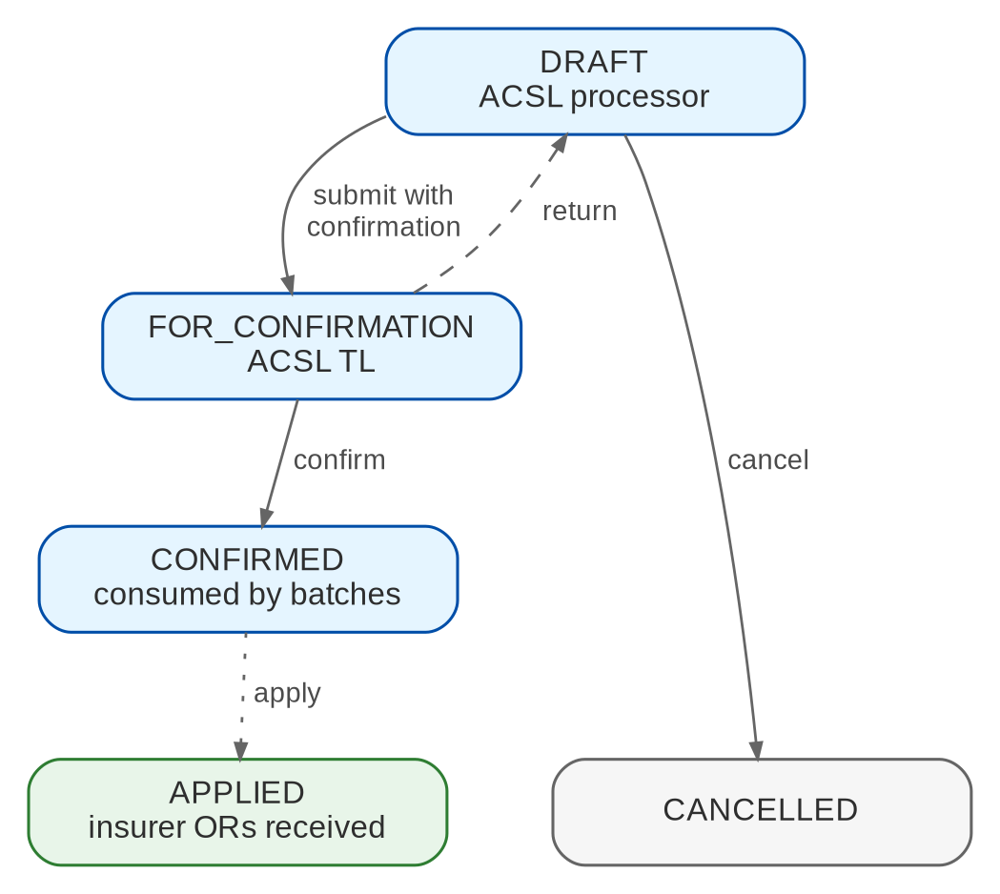 DRAFT
ACSL processor
submit with
confirmation
return
FOR_CONFIRMATION
ACSL TL
confirm
cancel
CONFIRMED
consumed by batches
apply
APPLIED
insurer ORs received
CANCELLED